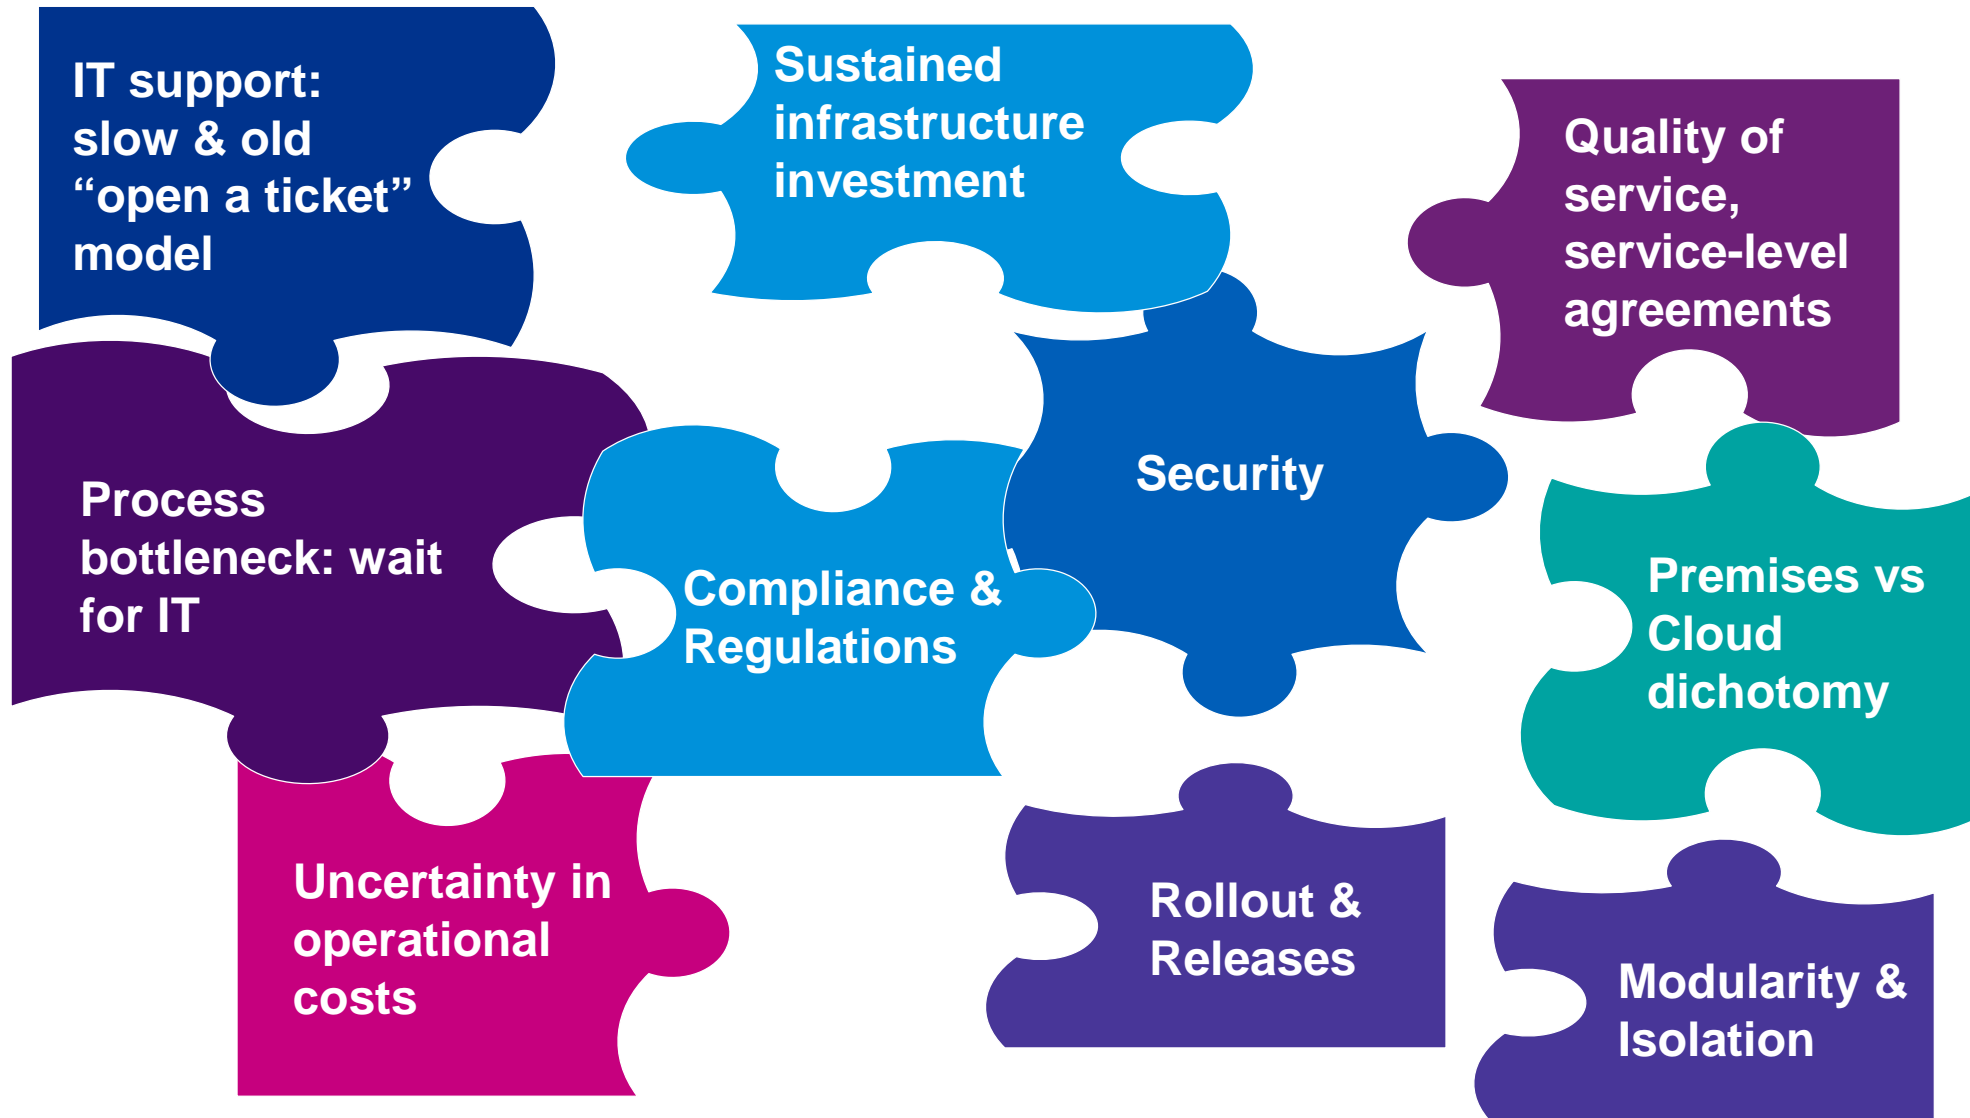 IT support:
slow & old
“open a ticket”
model
Sustained
infrastructure
investment
Quality of
service,
service-level
agreements
Process
bottleneck: wait
for IT
Compliance &
Regulations
Security
Premises vs
Cloud
dichotomy
Uncertainty in
operational
costs
Rollout &
Releases
Modularity &
Isolation